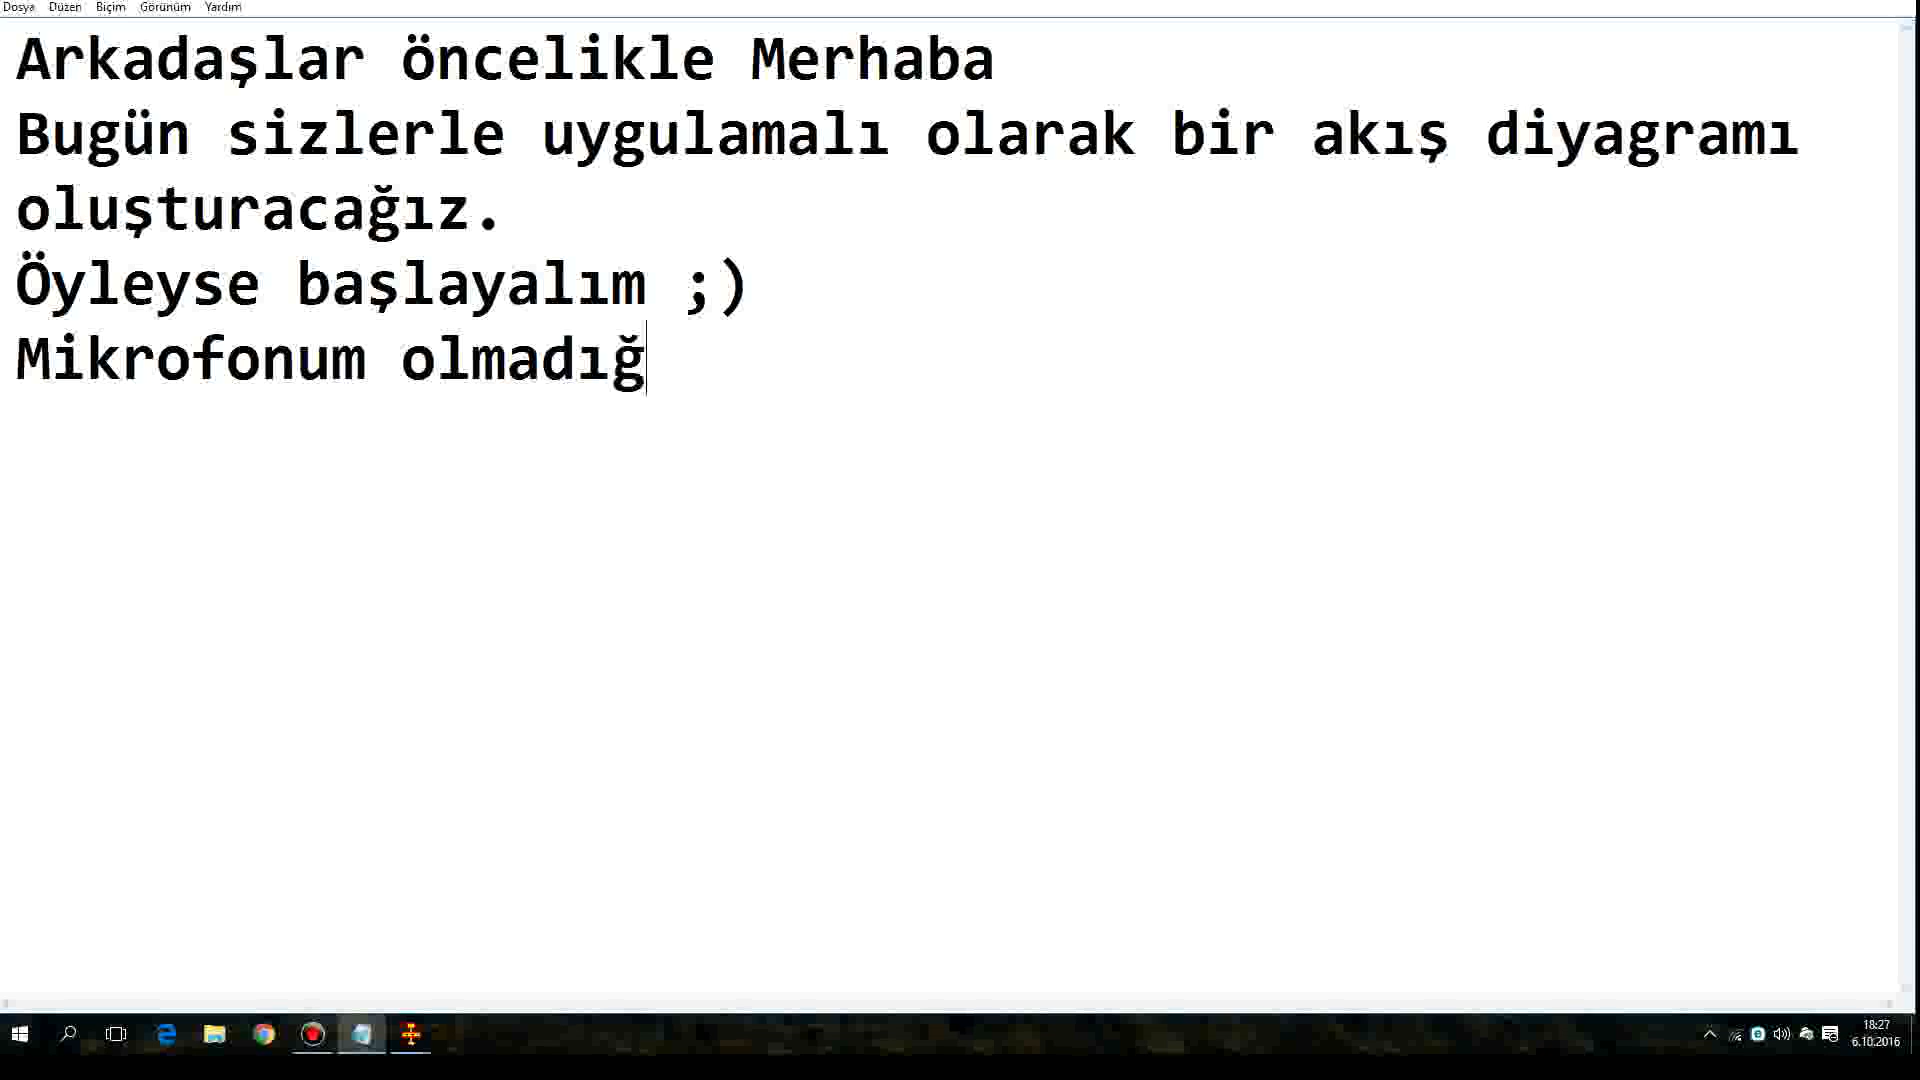 Dosya Düzen Biçim Görünüm Yardım
Arkadaşlar öncelikle Merhaba
Bugün sizlerle uygulamalı olarak bir akış diyagramı
oluşturacağız.
Öyleyse başlayalım ;)
Mikrofonum olmadığ
18:27
6.10.2016